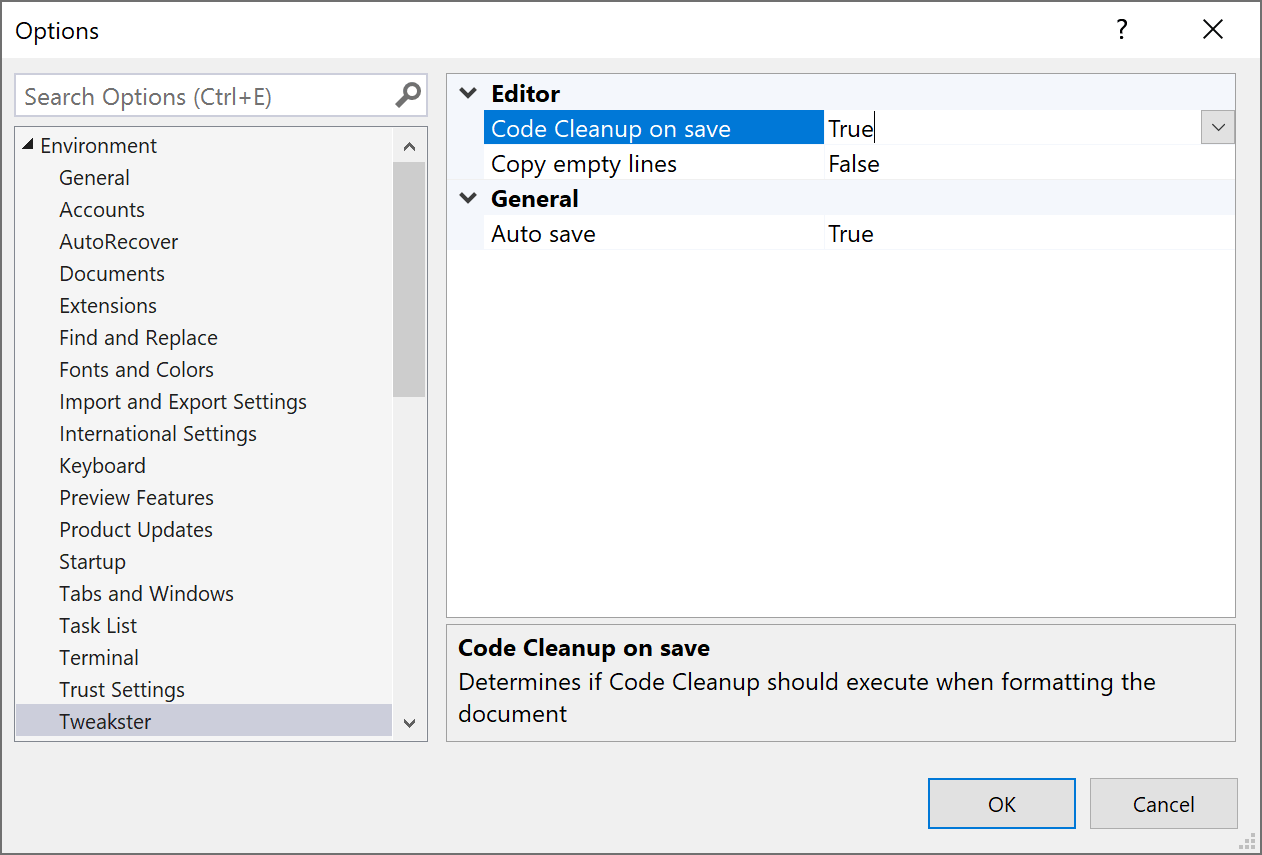 Options
?
Search Options (Ctrl+E)
Environment
General
Accounts
AutoRecover
Documents
Extensions
Find and Replace
Fonts and Colors
Import and Export Settings
International Settings
Keyboard
Preview Features
Product Updates
Startup
Tabs and Windows
Task List
Terminal
Trust Settings
Tweakster
Editor
Code Cleanup on save True
Copy empty lines False
General
Auto save True
Code Cleanup on save
Determines if Code Cleanup should execute when formatting the
document
OK Cancel